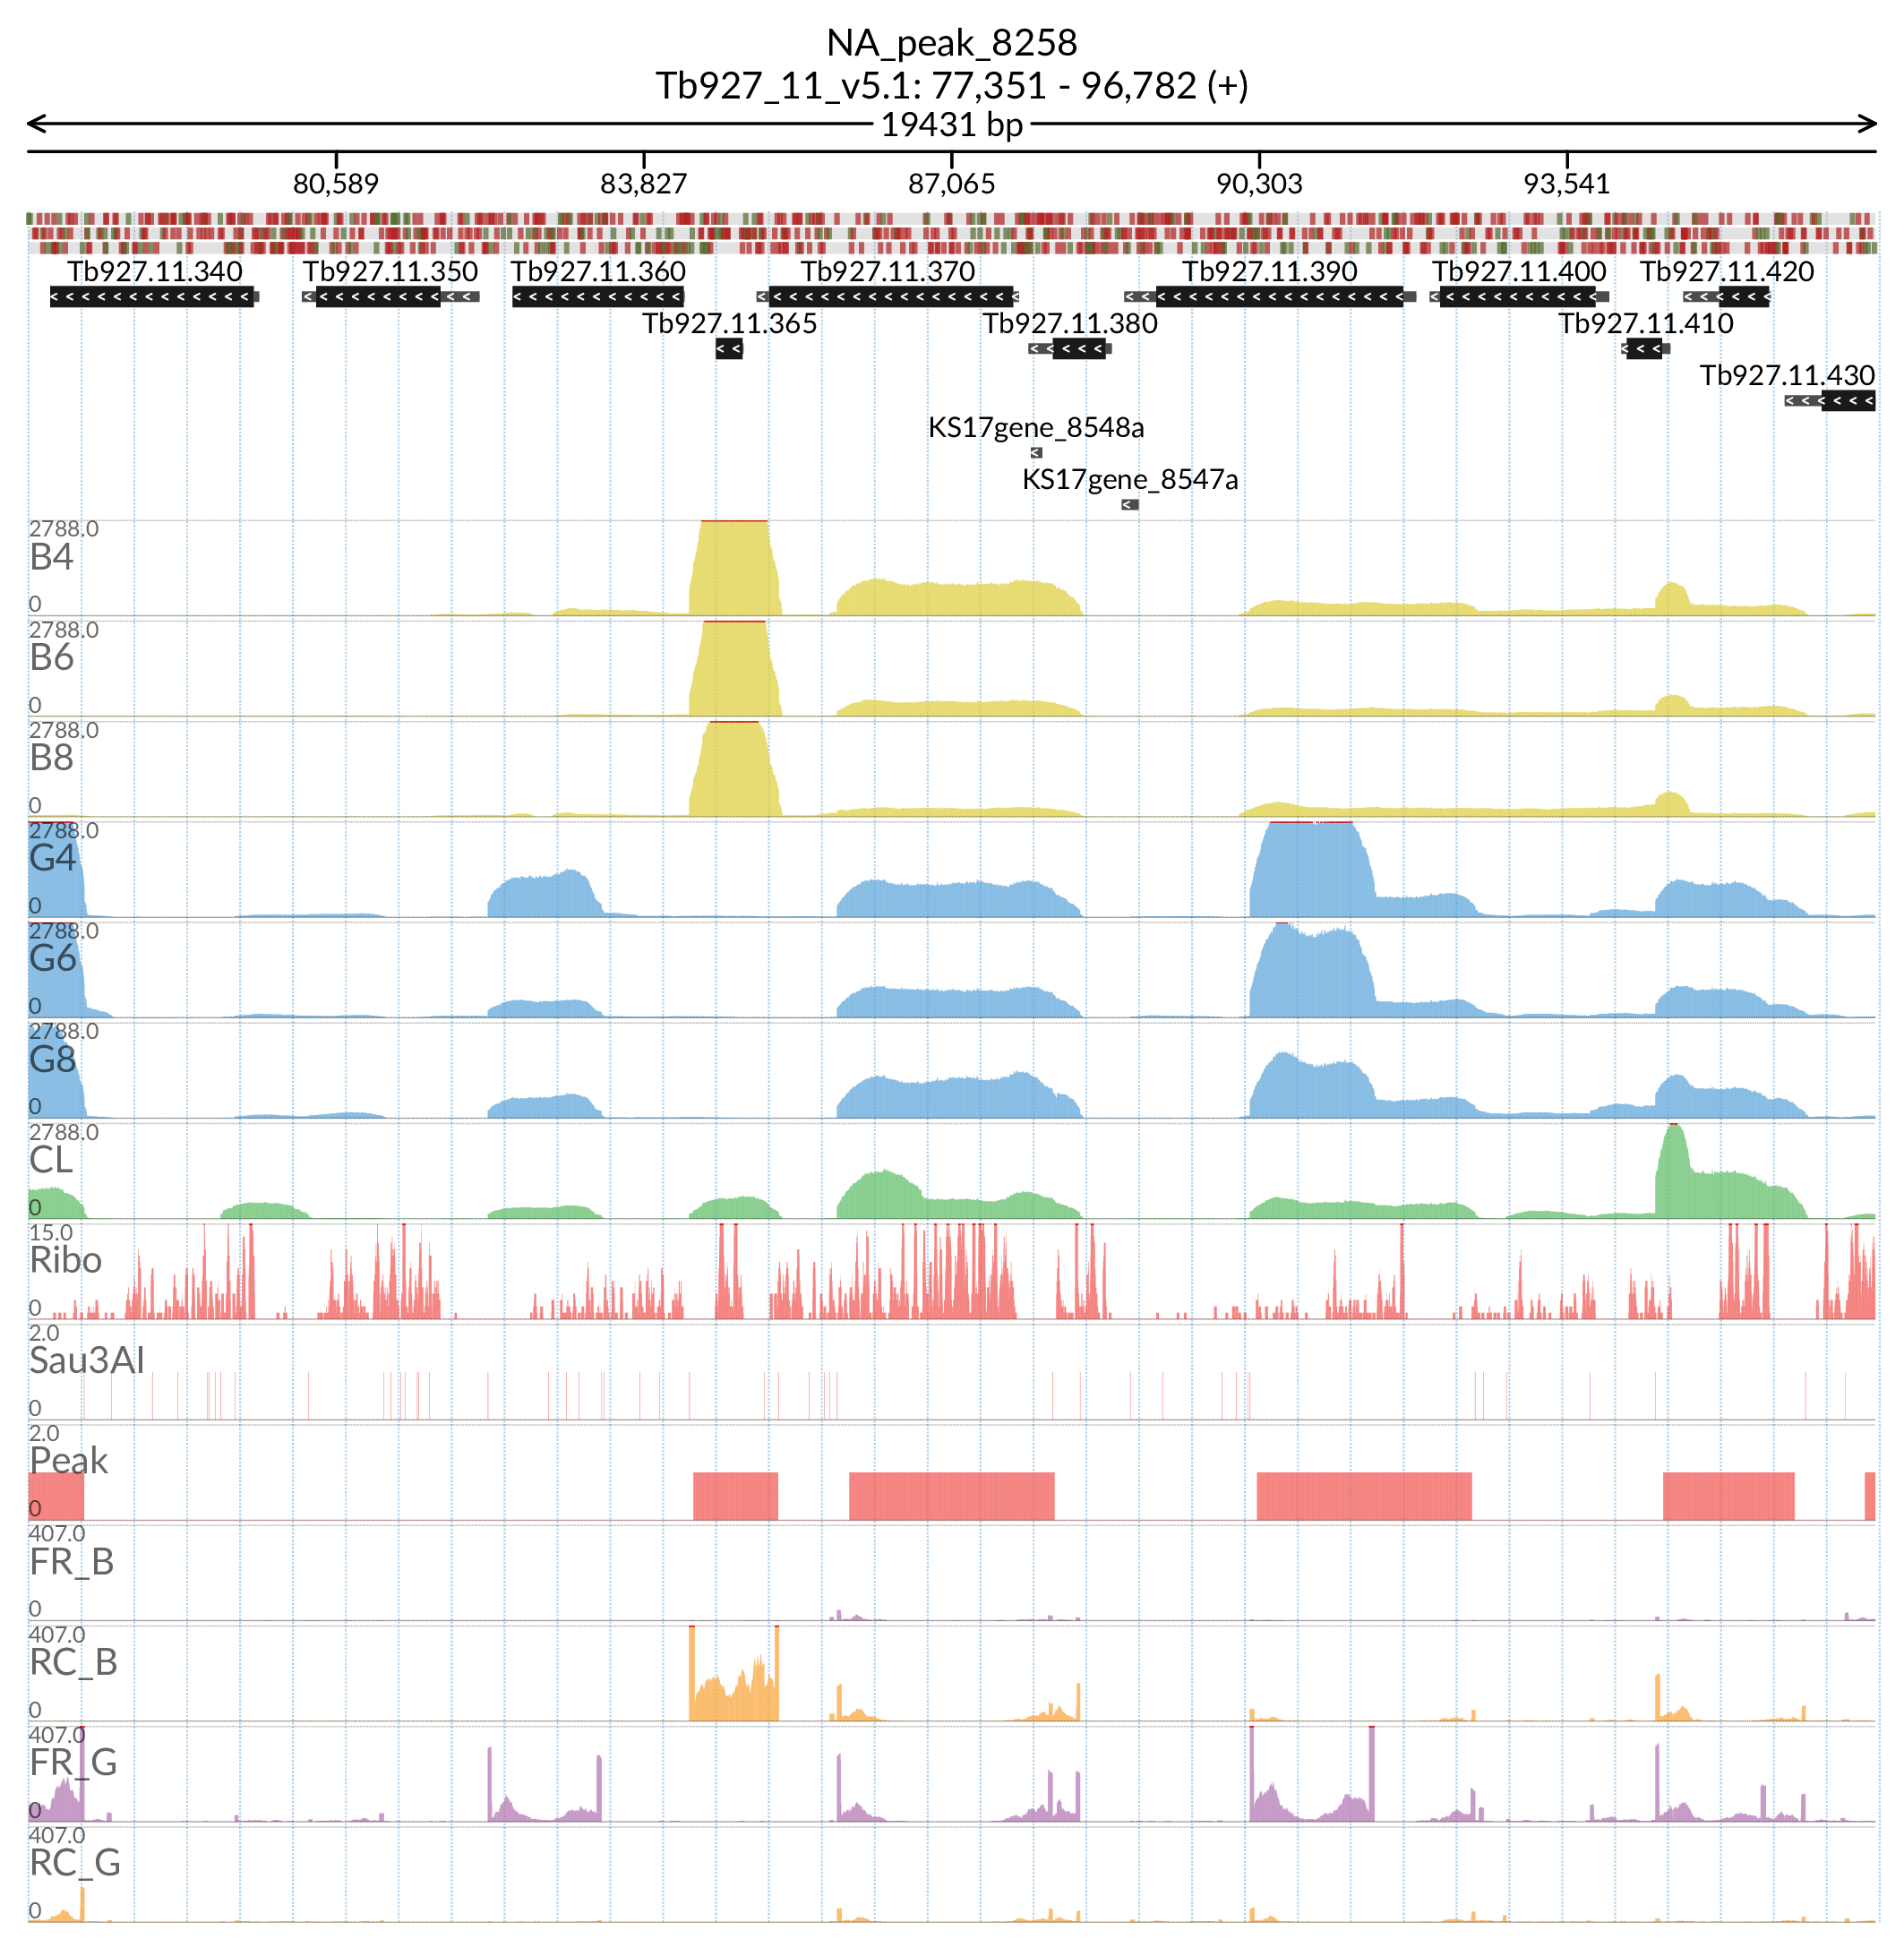 NA_peak_8258
Tb927_11_v5.1: 77,351 - 96,782 (+)
19431 bp
80,589 83,827 87,065 90,303 93,541
Tb927.11.340 Tb927.11.350 Tb927.11.360 Tb927.11.370 Tb927.11.390 Tb927.11.400 Tb927.11.420
Tb927.11.365 Tb927.11.380 Tb927.11.410
Tb927.11.430
KS17gene_8548a
KS17gene_8547a
2788.0
B4
0
2788.0
B6
0
2788.0
B8
0
2788.0
G4
0
2788.0
G6
0
2788.0
G8
0
2788.0
CL
0
15.0
Ribo
0
2.0
Sau3AI
0
2.0
Peak
0
407.0
FR_B
0
407.0
RC_B
0
407.0
FR_G
0
407.0
RC_G
0